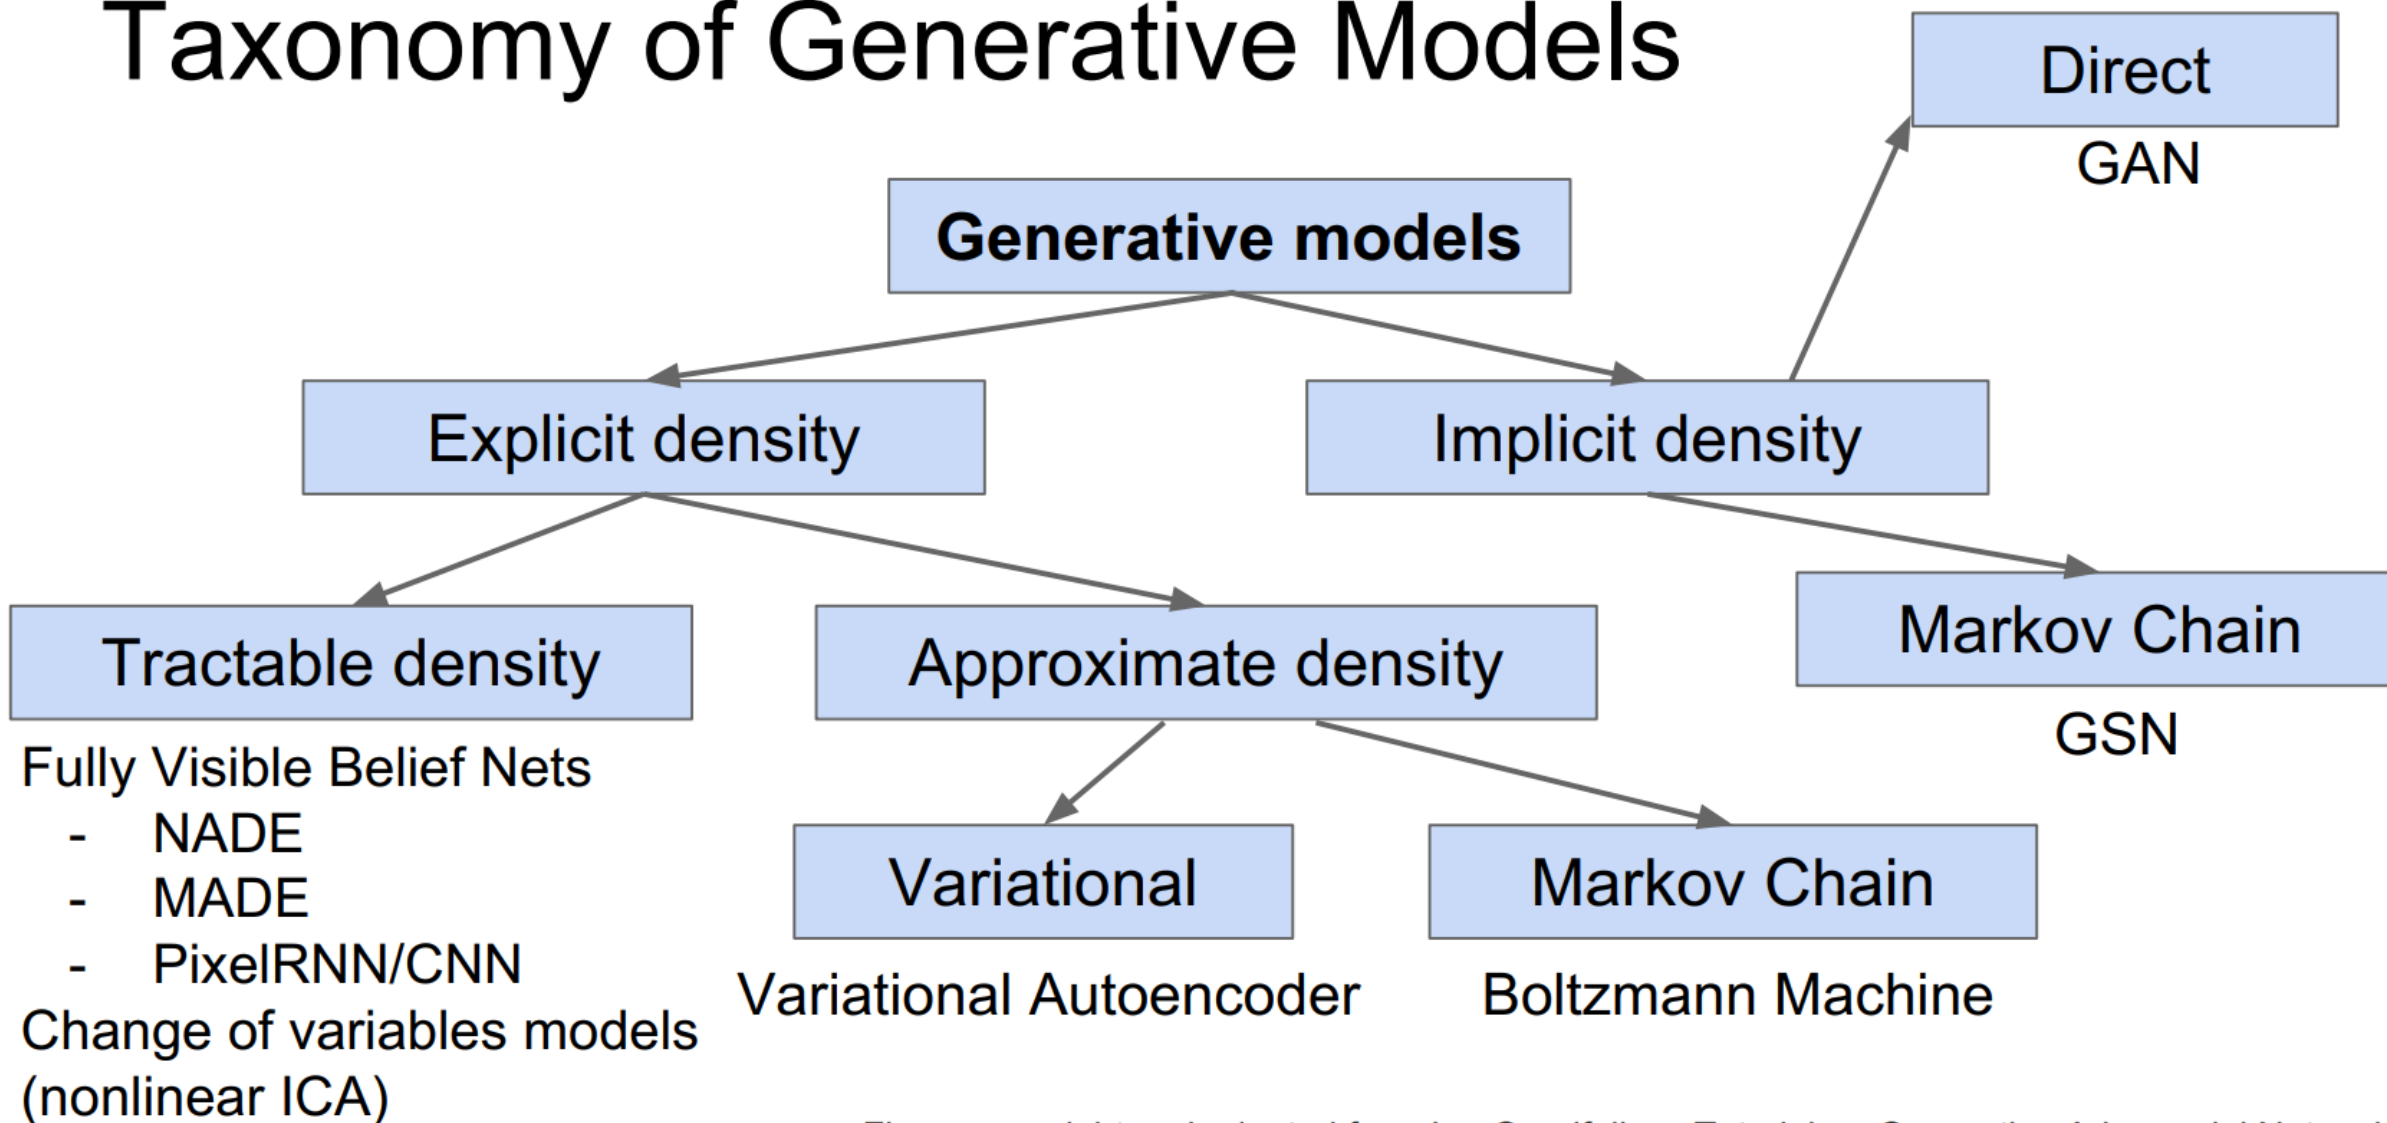 Taxonomy of Generative Models
Direct
GAN
Generative models
Explicit density
Implicit density
Tractable density
Approximate density
Markov Chain
GSN
Fully Visible Belief Nets
- NADE
- MADE
- PixelRNN/CNN
Change of variables models
(nonlinear ICA)
Variational
Markov Chain
Variational Autoencoder
Boltzmann Machine